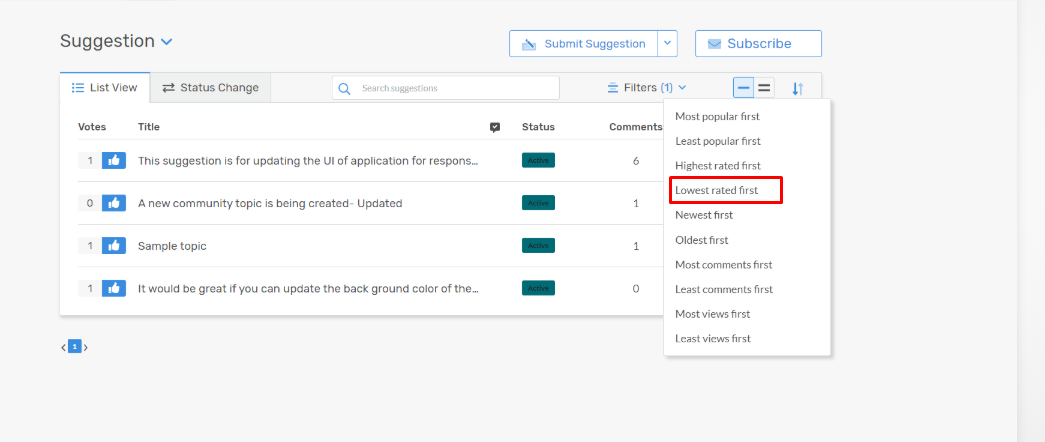 Suggestion
Submit Suggestion
Subscribe
List View
Status Change
Search suggestions
Filters (1)
Votes Title Status Comments
1 This suggestion is for updating the UI of application for respons... Active 6
0 A new community topic is being created- Updated Active 1
1 Sample topic Active 1
1 It would be great if you can update the back ground color of the... Active 0
Most popular first
Least popular first
Highest rated first
Lowest rated first
Newest first
Oldest first
Most comments first
Least comments first
Most views first
Least views first
1